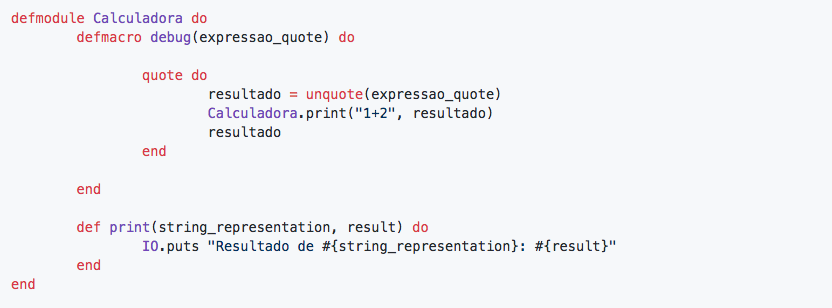 defmodule Calculadora do
        defmacro debug(expressao_quote) do

                quote do
                        resultado = unquote(expressao_quote)
                        Calculadora.print("1+2", resultado)
                        resultado
                end

        end

        def print(string_representation, result) do
                IO.puts "Resultado de #{string_representation}: #{result}"
        end
end